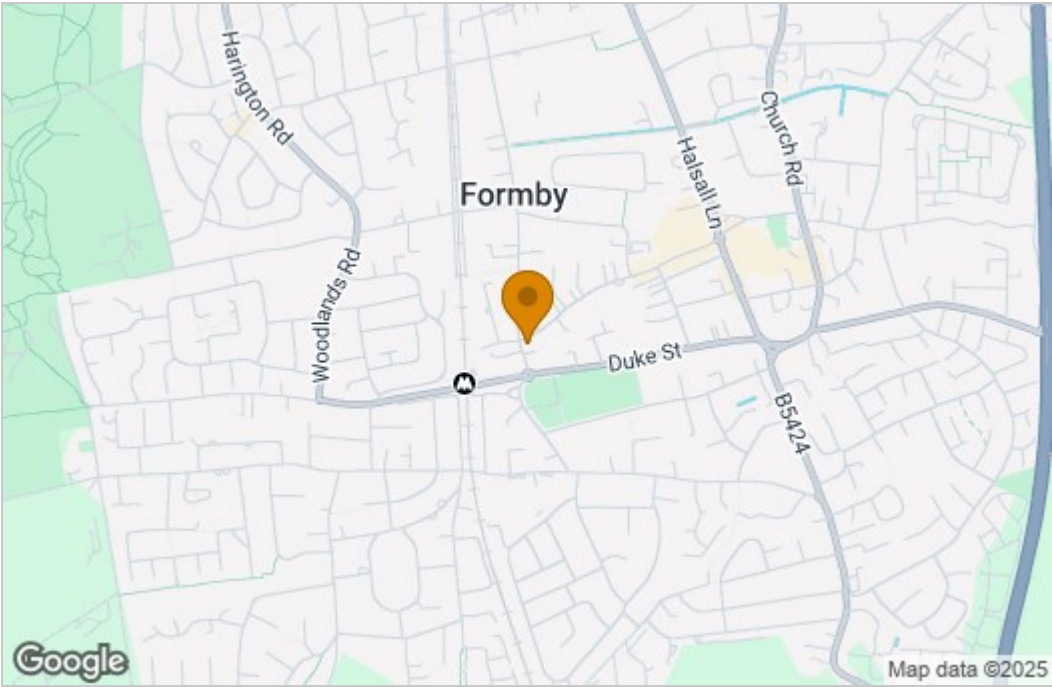 Harington Rd
Church Rd
Halsall Ln
Formby
Woodlands Rd
Duke St
B5424
Google
Map data ©2025